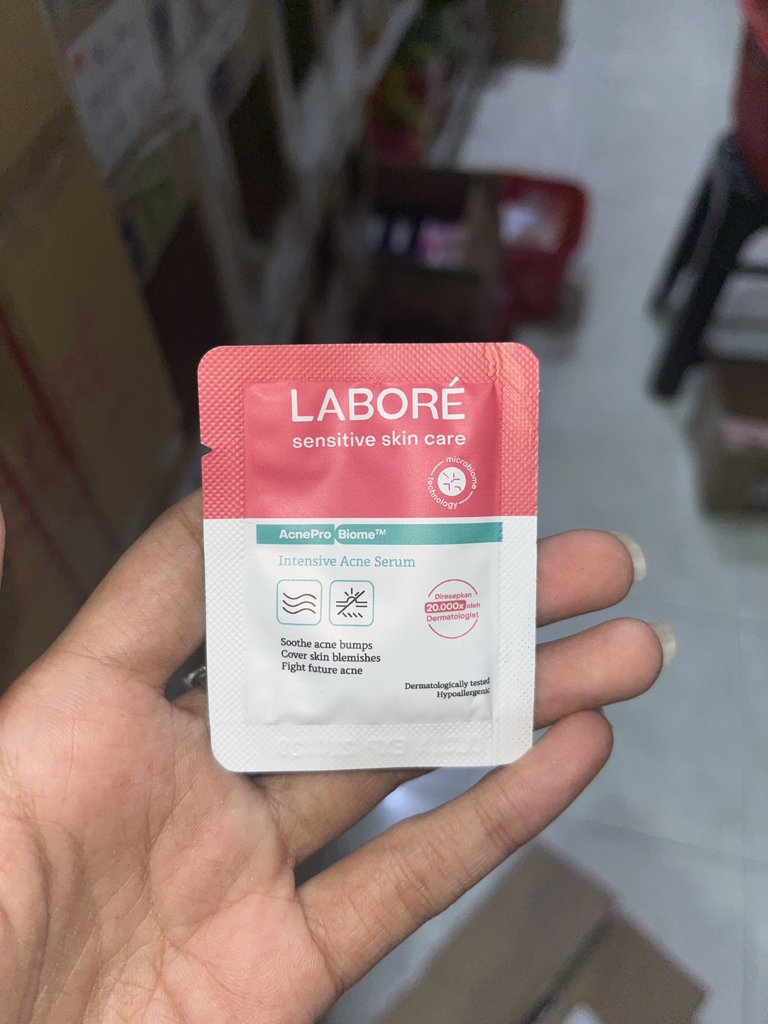 LABORÉ
sensitive skin care
microbiome
technology
AcnePro Biome™
Intensive Acne Serum
Diresepkan
20.000x oleh
Dermatologist
Soothe acne bumps
Cover skin blemishes
Fight future acne
Dermatologically tested
Hypoallergenic